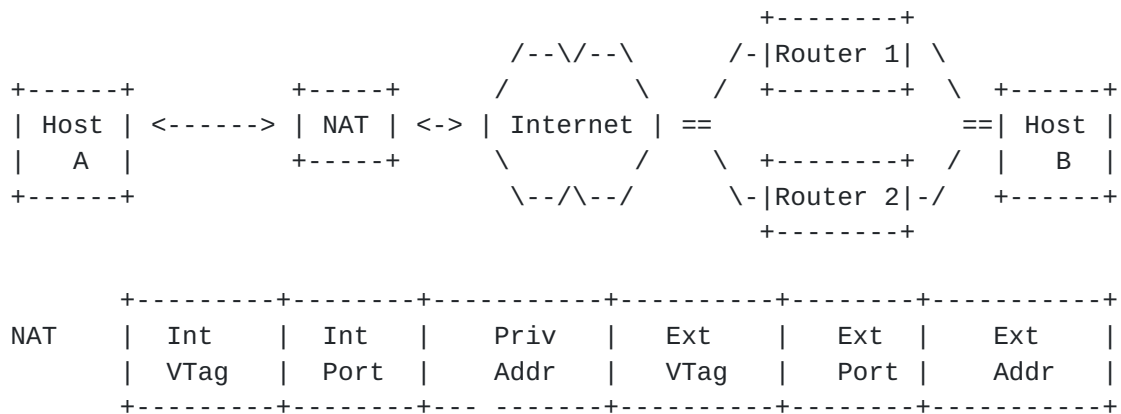 Router 1
Host NAT Internet Host
A B
Router 2
NAT Int Int Priv Ext Ext Ext
VTag Port Addr VTag Port Addr